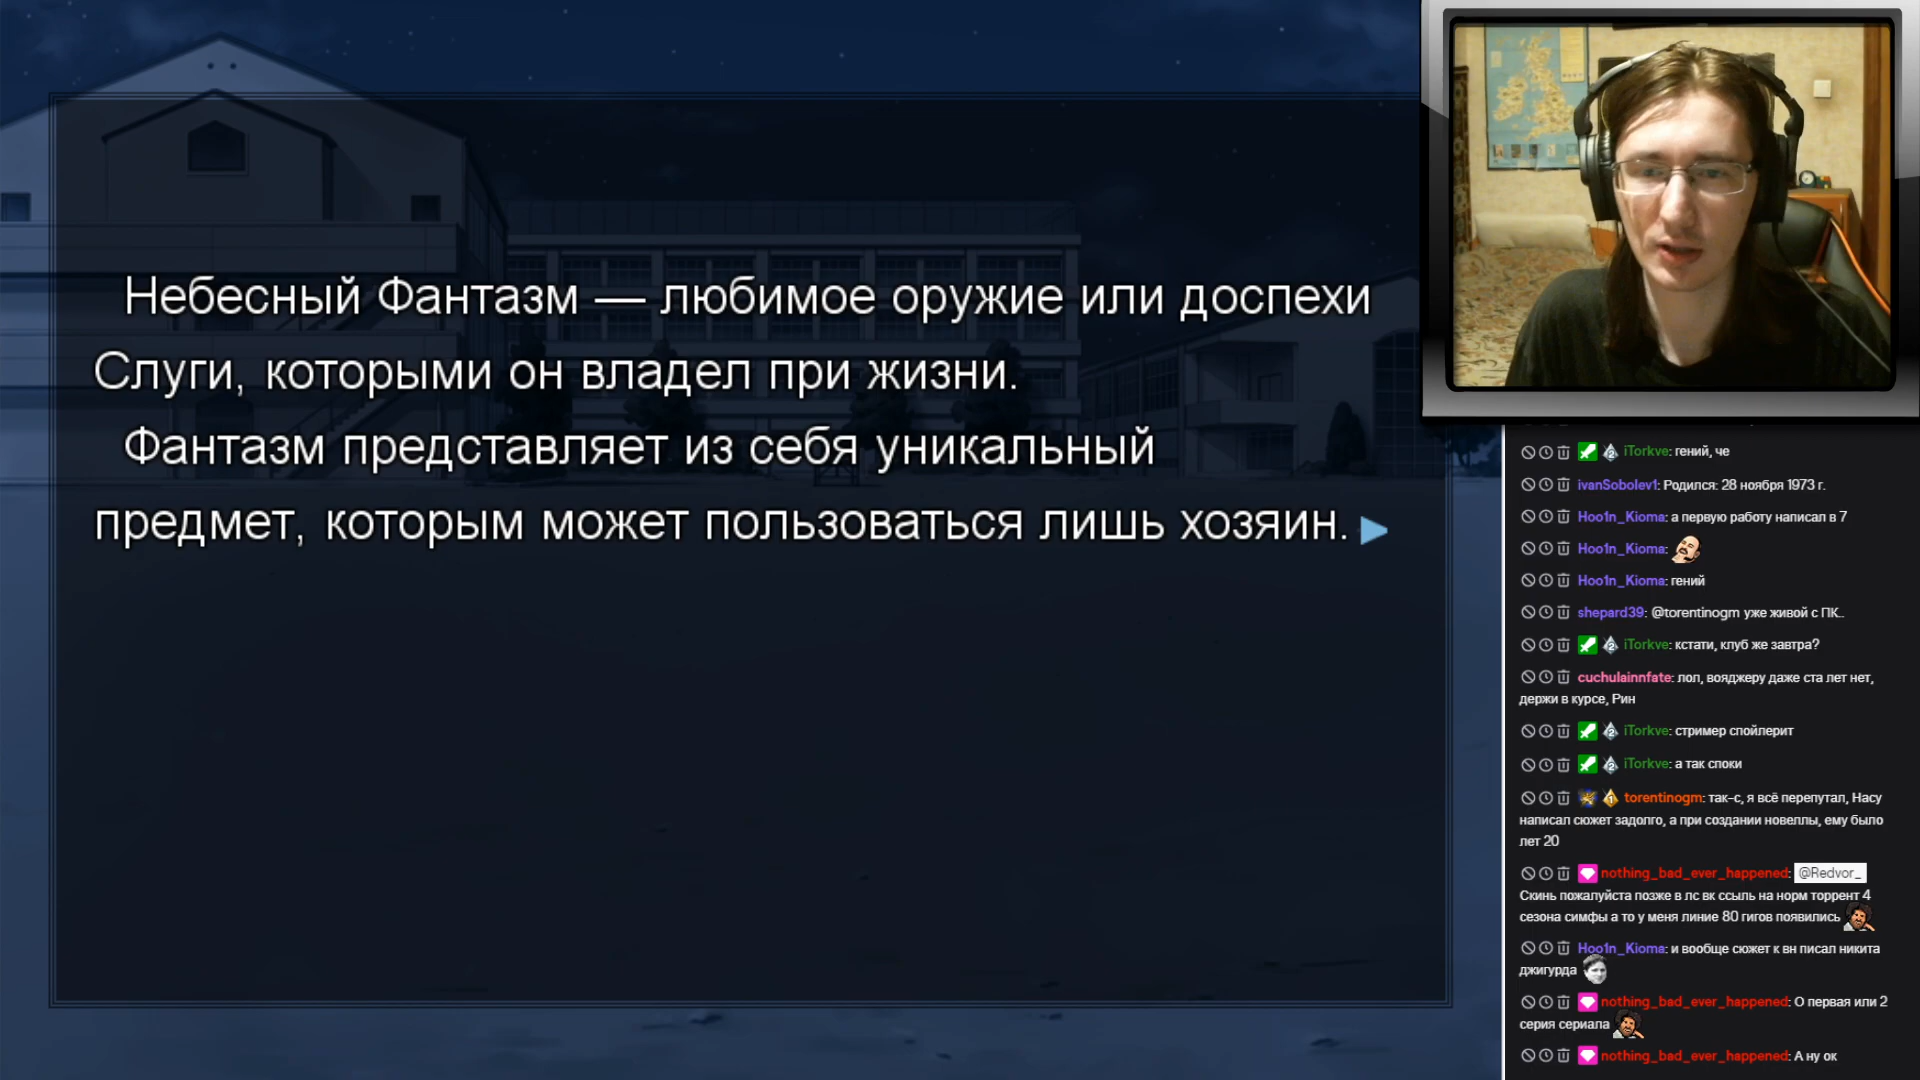 Небесный Фантазм — любимое оружие или доспехи
Слуги, которыми он владел при жизни.
Фантазм представляет из себя уникальный
предмет, которым может пользоваться лишь хозяин.
iTorkve: гений, че
ivanSobolev1: Родился: 28 ноября 1973 г.
Hoo1n_Kioma: а первую работу написал в 7
Hoo1n_Kioma:
Hoo1n_Kioma: гений
shepard39: @torentinogm уже живой с ПК..
iTorkve: кстати, клуб же завтра?
cuchulainnfate: лол, вояджеру даже ста лет нет,
держи в курсе, Рин
iTorkve: стример спойлерит
iTorkve: а так споки
torentinogm: так-с, я всё перепутал, Насу
написал сюжет задолго, а при создании новеллы, ему было
лет 20
nothing_bad_ever_happened: @Redvor_
Скинь пожалуйста позже в лс вк ссыль на норм торрент 4
сезона симфы а то у меня линие 80 гигов появились
Hoo1n_Kioma: и вообще сюжет к вн писал никита
джигурда
nothing_bad_ever_happened: О первая или 2
серия сериала
nothing_bad_ever_happened: А ну ок